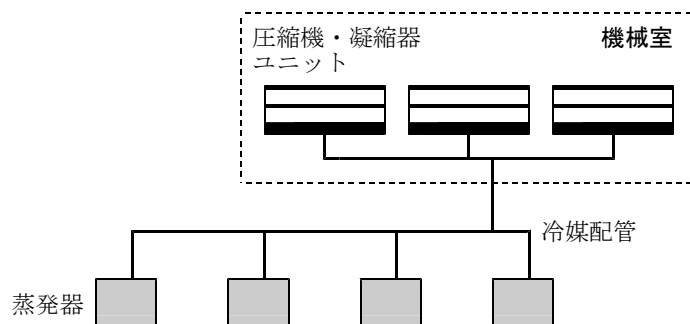 圧縮機・凝縮器
ユニット
機械室
冷媒配管
蒸発器